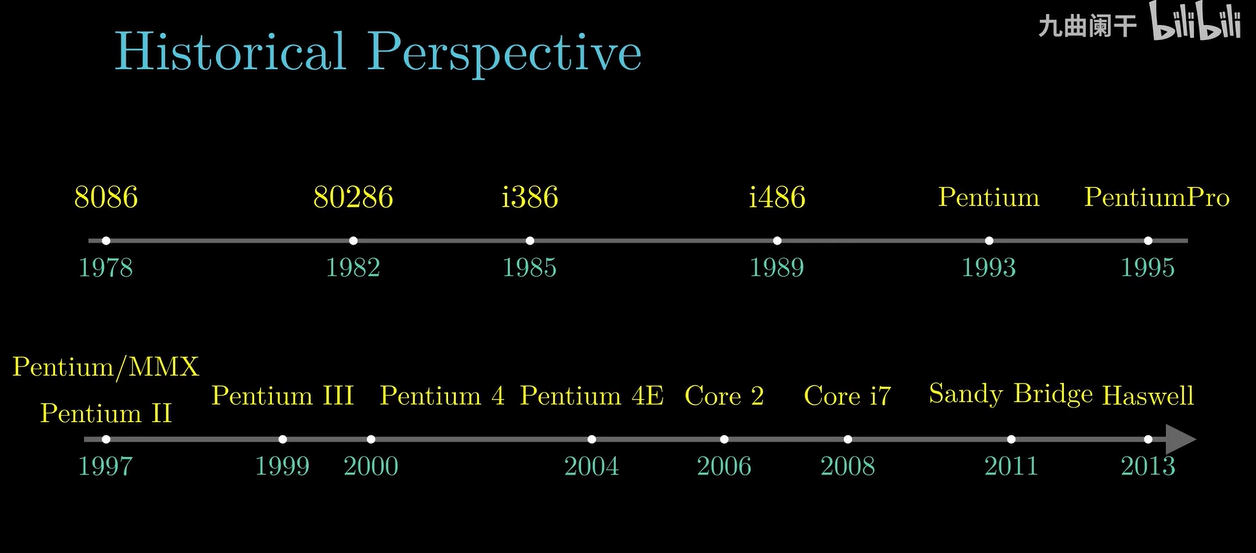 九曲阑干 bilibili
Historical Perspective
8086 80286 i386 i486 Pentium PentiumPro
1978 1982 1985 1989 1993 1995
Pentium/MMX
Pentium II Pentium III Pentium 4 Pentium 4E Core 2 Core i7 Sandy Bridge Haswell
1997 1999 2000 2004 2006 2008 2011 2013